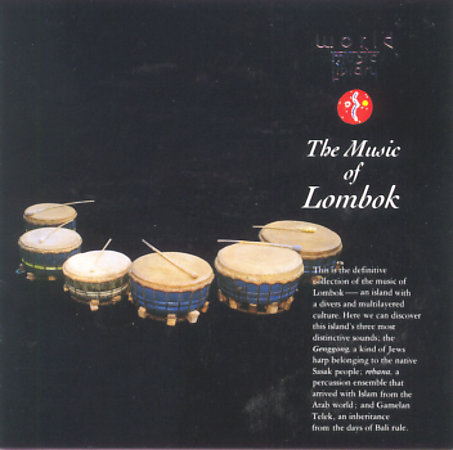 world
music
library
The Music
of
Lombok
This is the definitive
collection of the music of
Lombok — an island with
a divers and multilayered
culture. Here we can discover
this island's three most
distinctive sounds; the
Genggong, a kind of Jews
harp belonging to the native
Sasak people; rebana, a
percussion ensemble that
arrived with Islam from the
Arab world; and Gamelan
Telek, an inheritance
from the days of Bali rule.